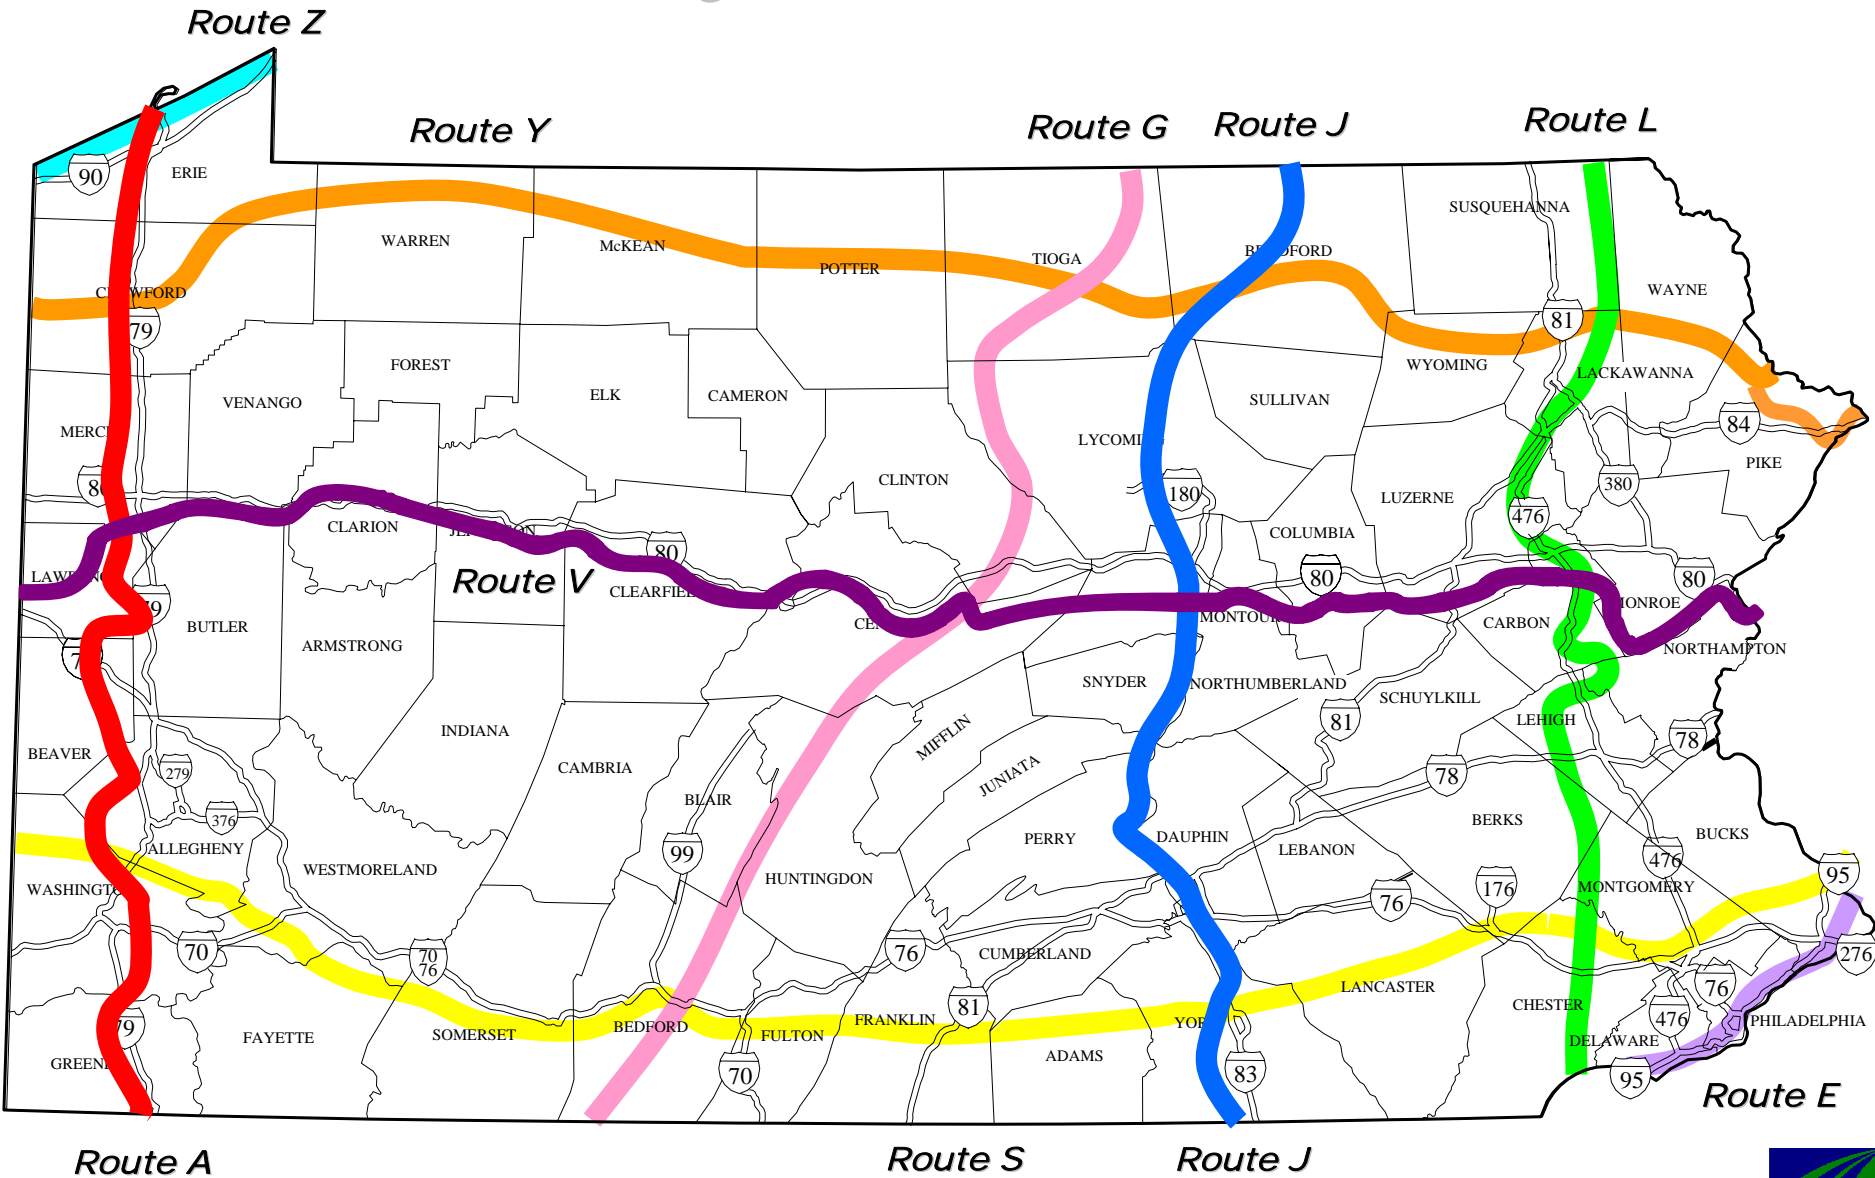 Route Z
Route Y
Route G
Route J
Route L
90
ERIE
SUSQUEHANNA
WARREN
McKEAN
TIOGA
POTTER
WAYNE
79
81
FOREST
WYOMING
LACKAWANNA
VENANGO
ELK
CAMERON
SULLIVAN
84
CLINTON
PIKE
180
380
LUZERNE
476
CLARION
COLUMBIA
80
80
80
Route V
BUTLER
CARBON
ARMSTRONG
NORTHAMPTON
SNYDER
NORTHUMBERLAND
SCHUYLKILL
81
LEHIGH
INDIANA
MIFFLIN
78
BEAVER
CAMBRIA
JUNIATA
78
279
BLAIR
376
BERKS
BUCKS
PERRY
DAUPHIN
ALLEGHENY
99
LEBANON
476
WESTMORELAND
HUNTINGDON
95
176
MONTGOMERY
76
70
70
76
76
CUMBERLAND
276
LANCASTER
76
81
CHESTER
476
PHILADELPHIA
FRANKLIN
BEDFORD
FULTON
SOMERSET
FAYETTE
DELAWARE
ADAMS
70
83
95
Route E
Route A
Route S
Route J